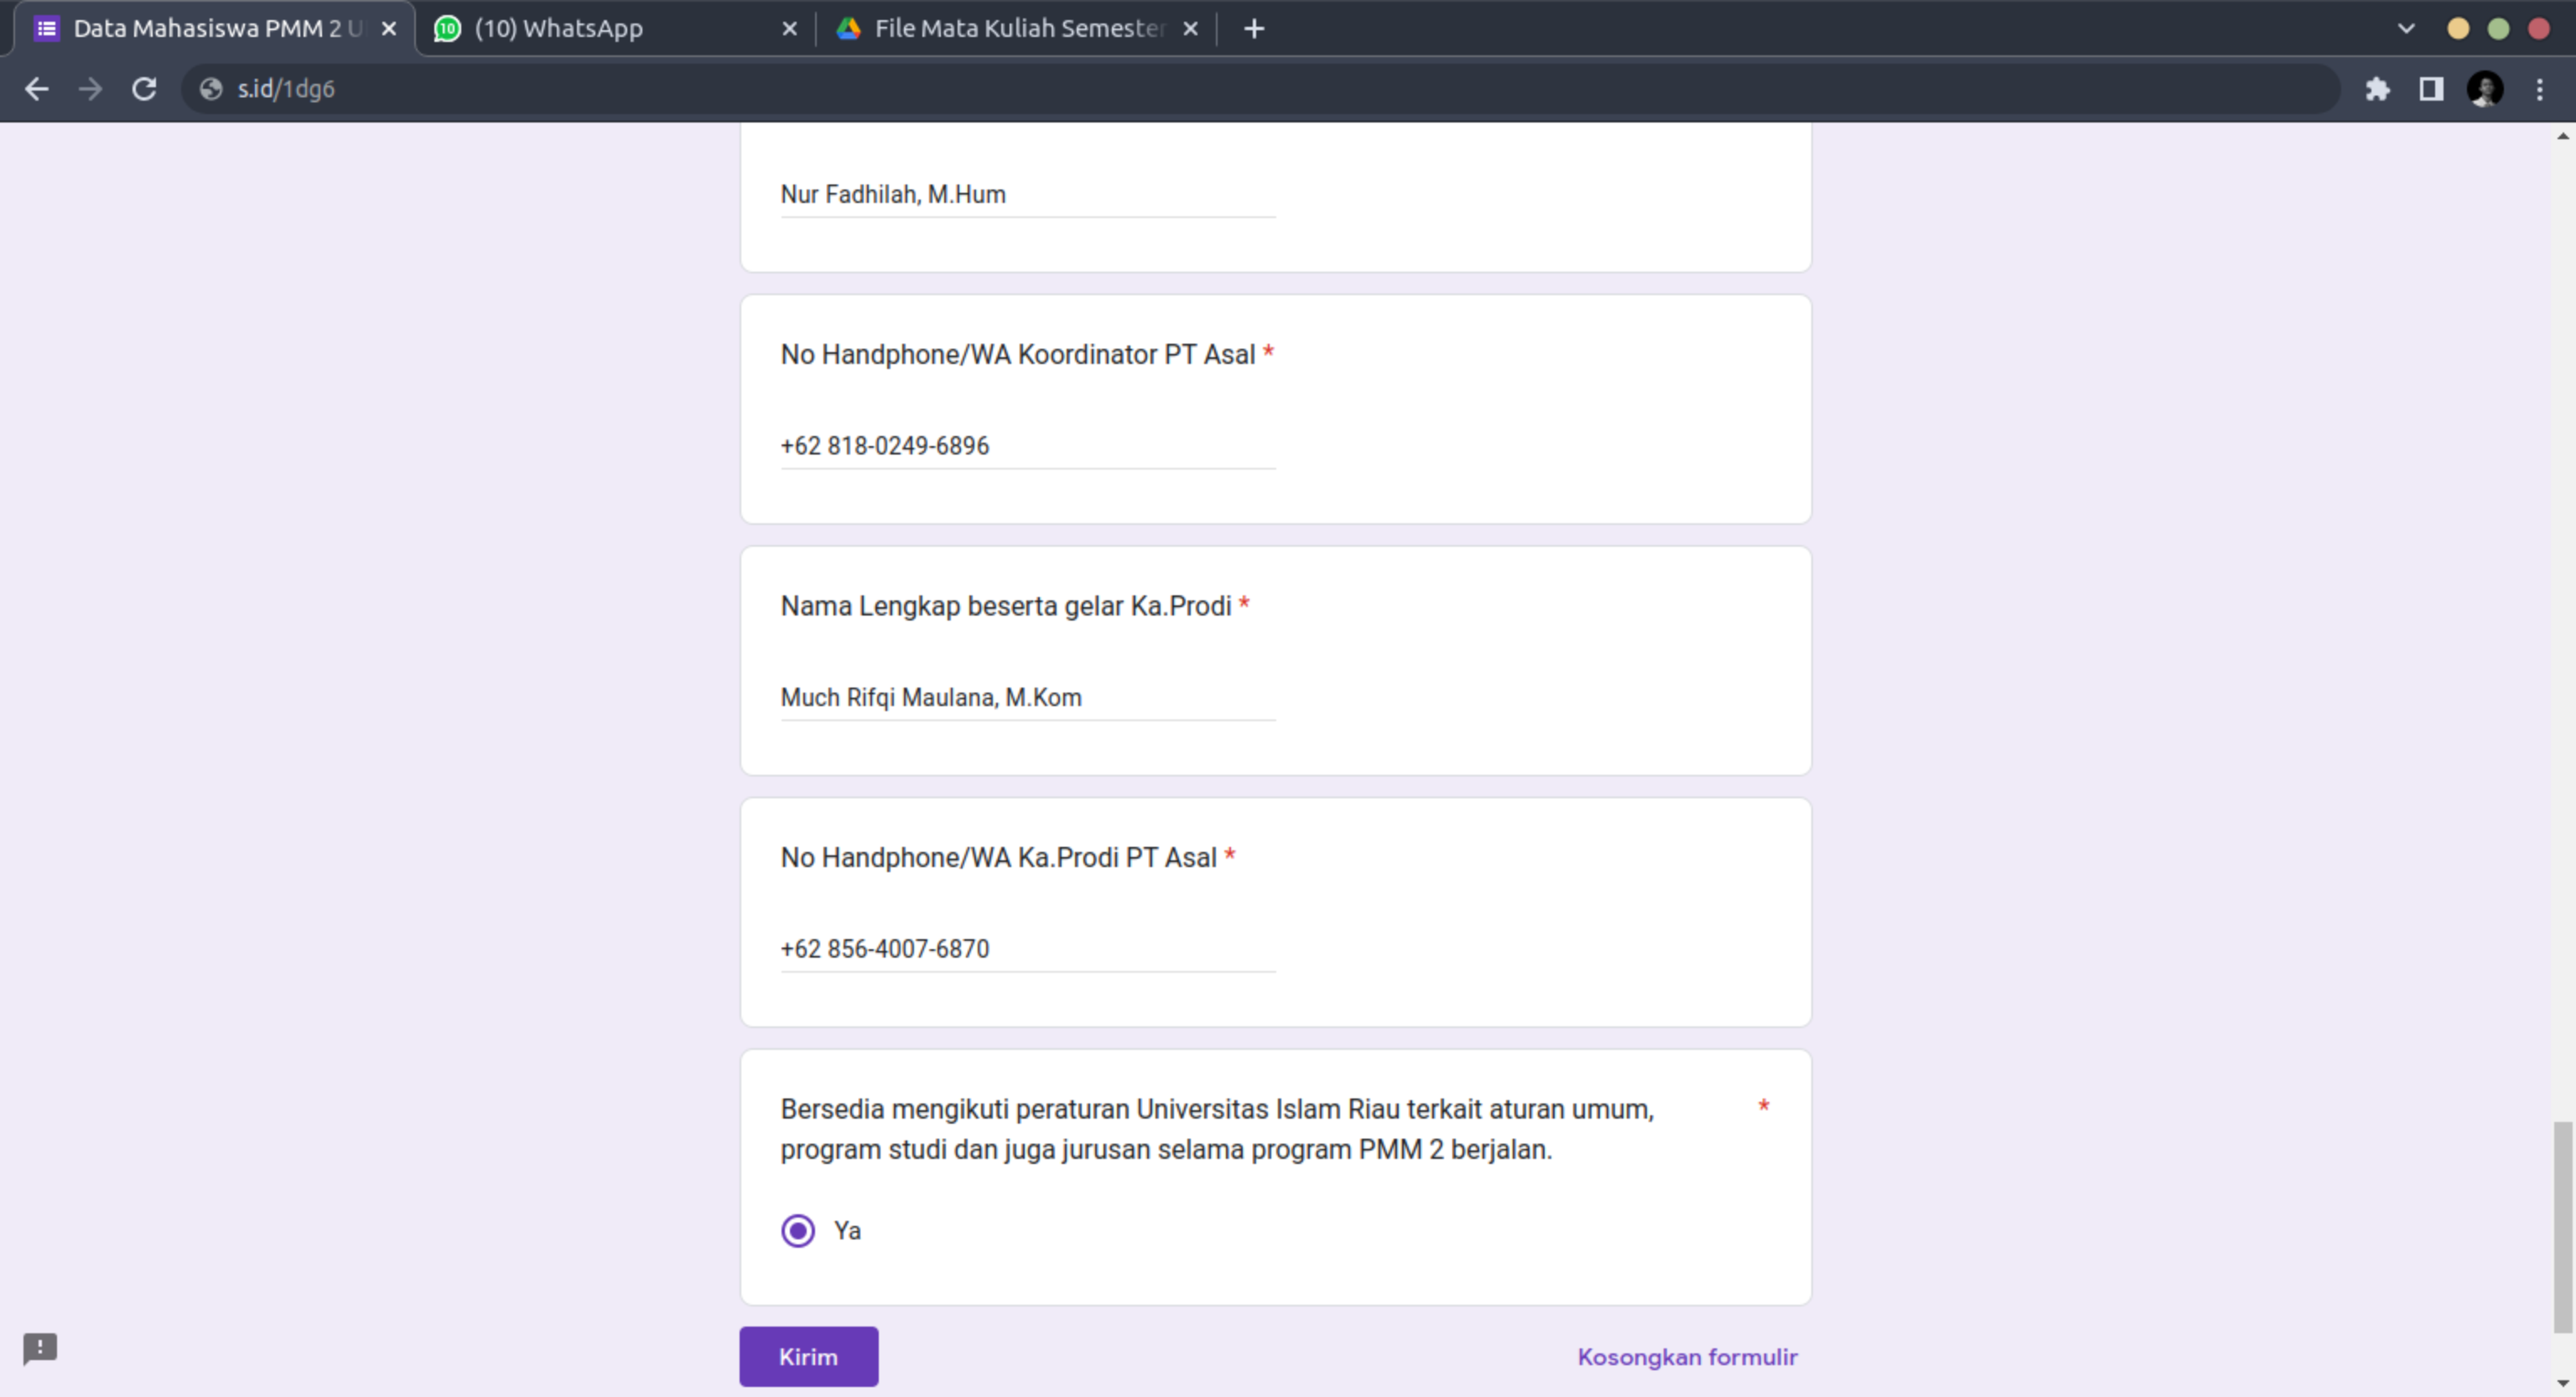 Data Mahasiswa PMM 2 U
(10) WhatsApp
File Mata Kuliah Semester
s.id/1dg6
Nur Fadhilah, M.Hum
No Handphone/WA Koordinator PT Asal *
+62 818-0249-6896
Nama Lengkap beserta gelar Ka.Prodi *
Much Rifqi Maulana, M.Kom
No Handphone/WA Ka.Prodi PT Asal *
+62 856-4007-6870
Bersedia mengikuti peraturan Universitas Islam Riau terkait aturan umum, *
program studi dan juga jurusan selama program PMM 2 berjalan.
Ya
Kirim
Kosongkan formulir